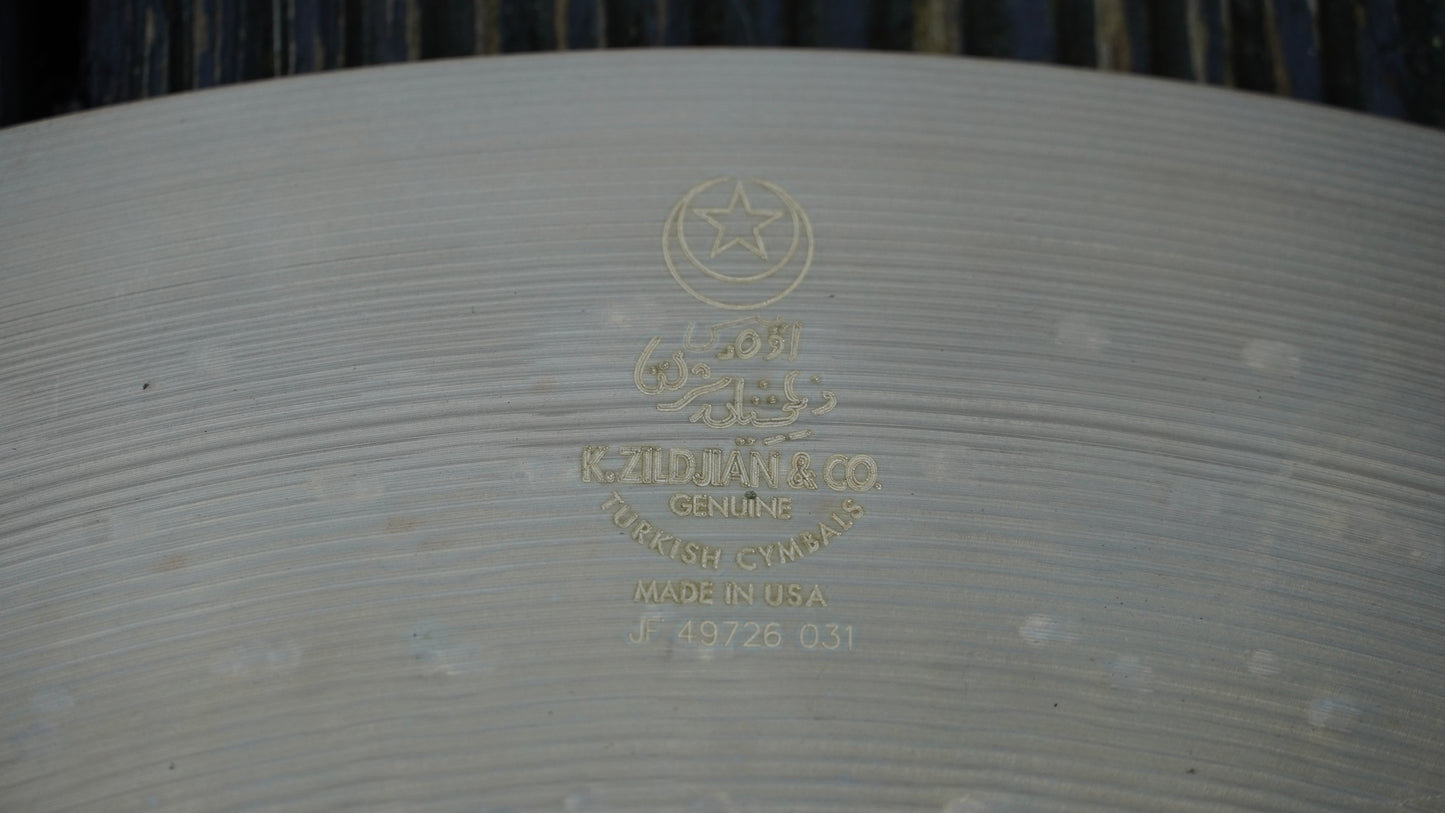 K. ZILDJIAN & CO.
GENUINE
TURKISH CYMBALS
MADE IN USA
JF 49726 031